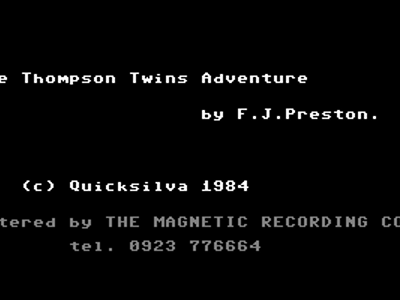 e Thompson Twins Adventure
by F.J.Preston.
(c) Quicksilva 1984
tered by THE MAGNETIC RECORDING CO
tel. 0923 776664